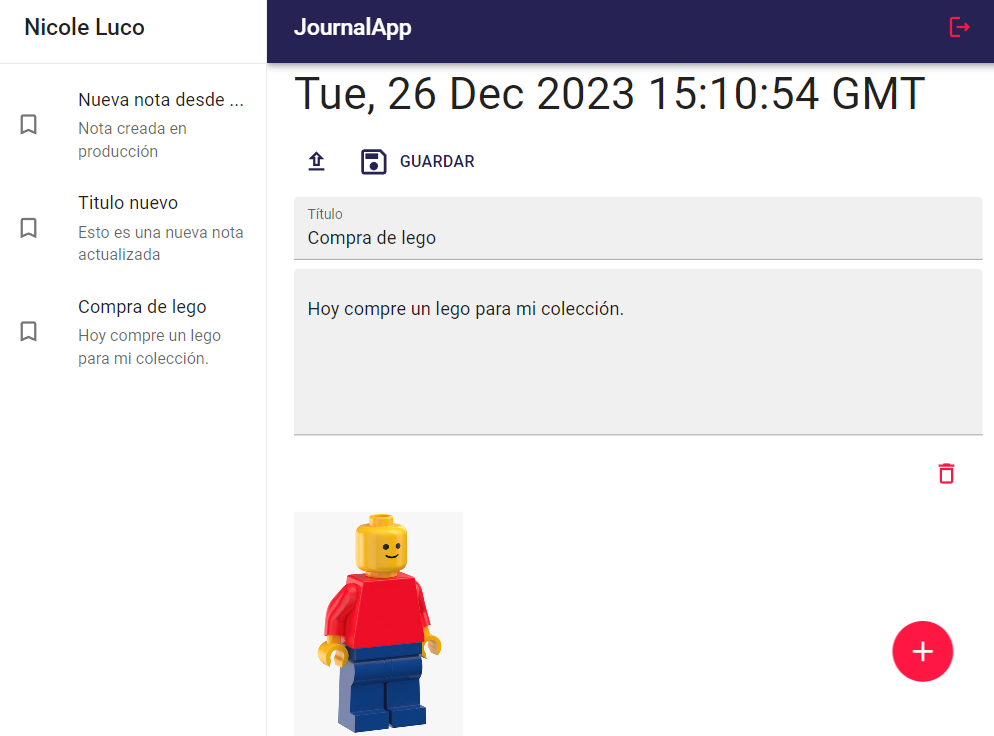 Nicole Luco
JournalApp
Nueva nota desde ...
Nota creada en
producción
Titulo nuevo
Esto es una nueva nota
actualizada
Compra de lego
Hoy compre un lego
para mi colección.
Tue, 26 Dec 2023 15:10:54 GMT
GUARDAR
Título
Compra de lego
Hoy compre un lego para mi colección.